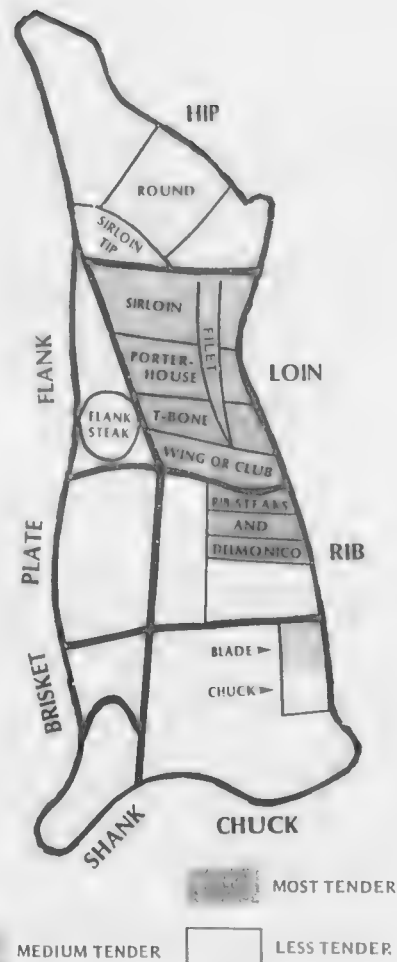 HIP
ROUND
SIRLOIN
TIP
SIRLOIN
FILET
PORTER-
HOUSE
LOIN
FLANK
FLANK
STEAK
T-BONE
WING OR CLUB
RIB STEAKS
AND
DELMONICO
RIB
PLATE
BLADE
CHUCK
BRISKET
SHANK
CHUCK
MOST TENDER
MEDIUM TENDER
LESS TENDER